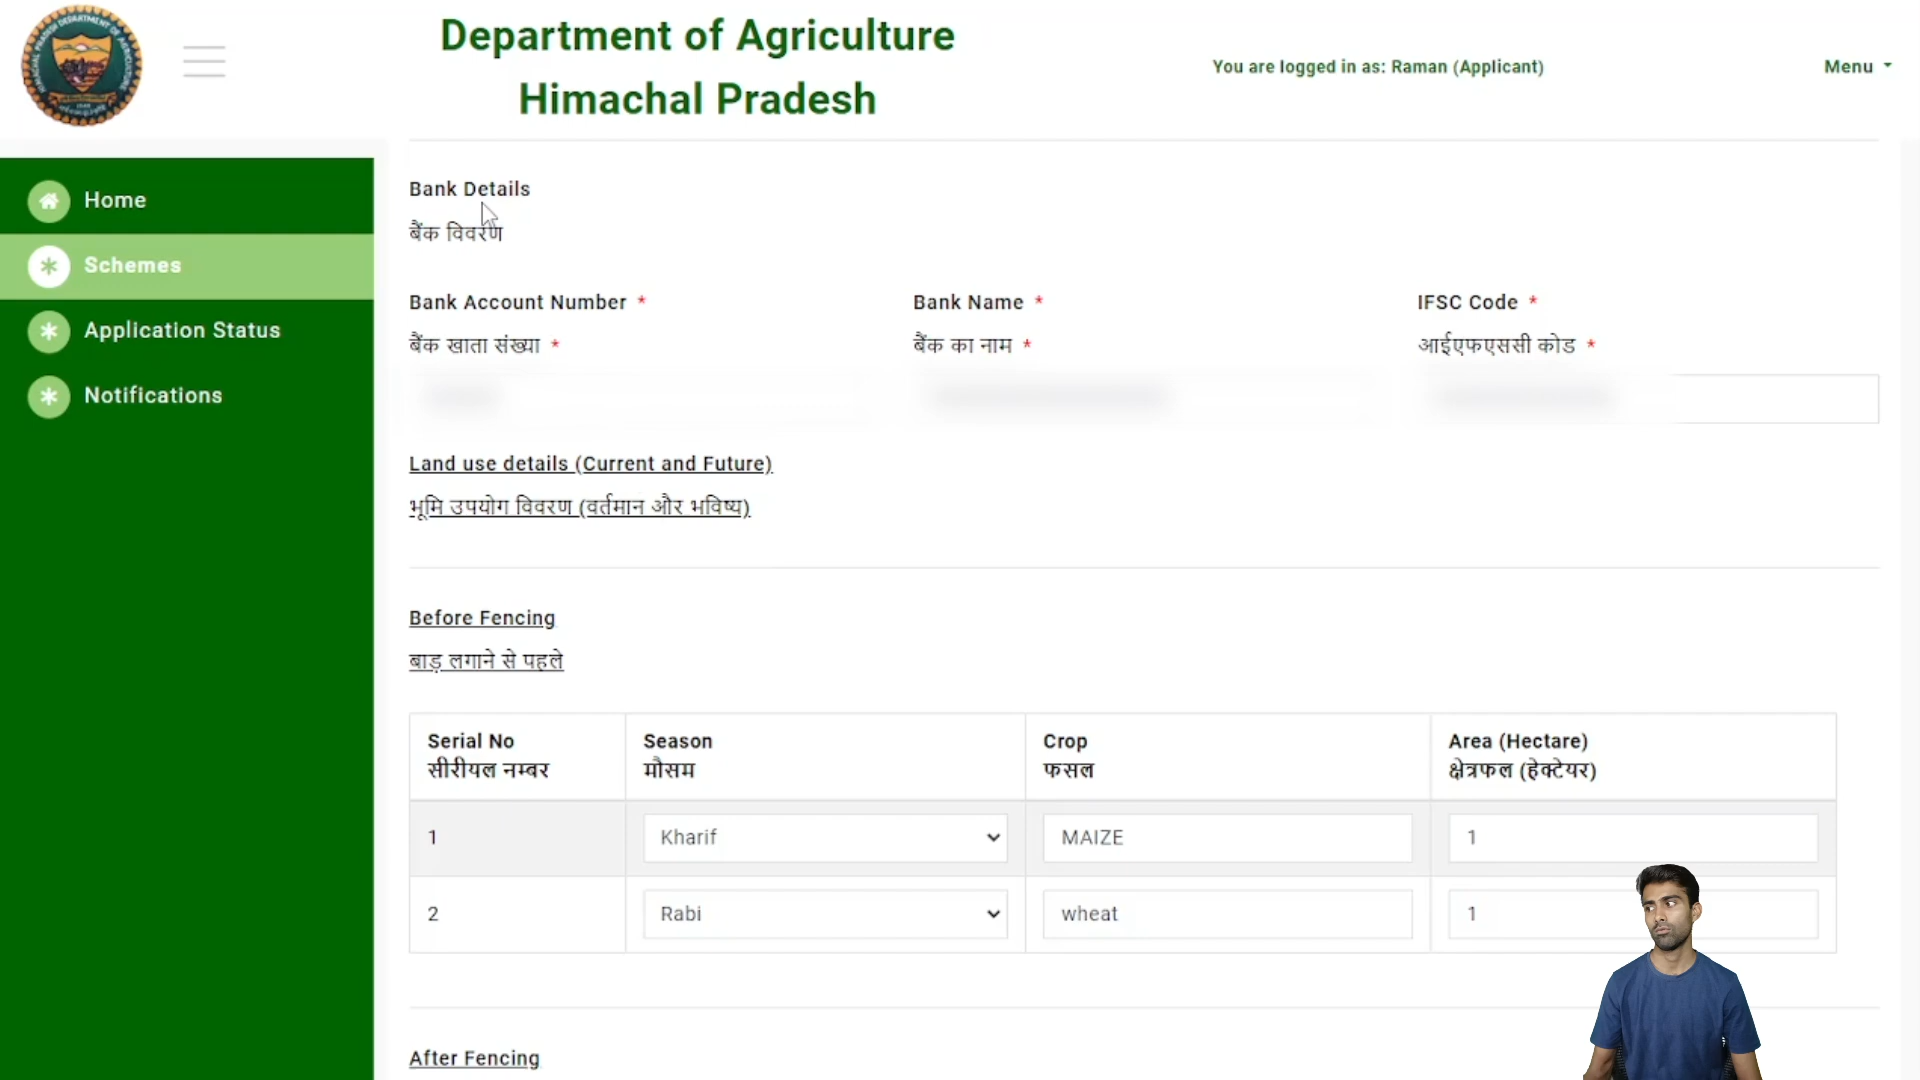 Department of Agriculture
Himachal Pradesh
You are logged in as: Raman (Applicant)
Menu
Home
Schemes
Application Status
Notifications
Bank Details
बैंक विवरण
Bank Account Number * Bank Name * IFSC Code *
बैंक खाता संख्या * बैंक का नाम * आईएफएससी कोड *
Land use details (Current and Future)
भूमि उपयोग विवरण (वर्तमान और भविष्य)
Before Fencing
बाड़ लगाने से पहले
Serial No Season Crop Area (Hectare)
सीरीयल नम्बर मौसम फसल क्षेत्रफल (हेक्टेयर)
1 Kharif MAIZE 1
2 Rabi wheat 1
After Fencing